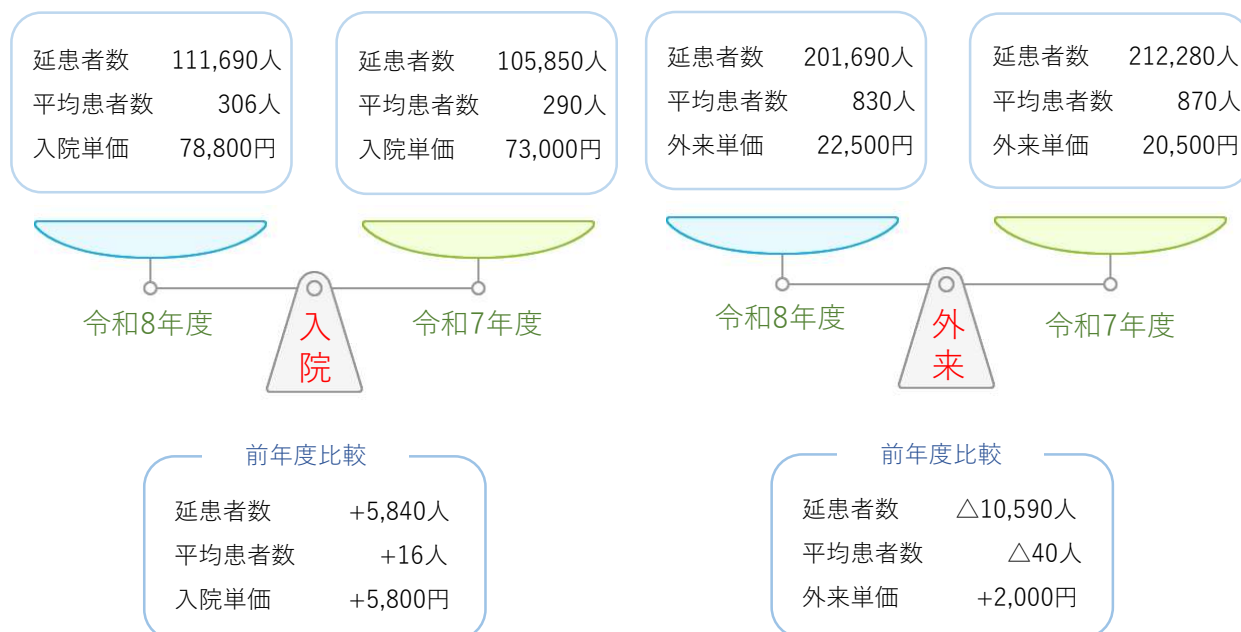 延患者数 111,690人
平均患者数 306人
入院単価 78,800円
延患者数 105,850人
平均患者数 290人
入院単価 73,000円
令和8年度
令和7年度
入院
前年度比較
延患者数 +5,840人
平均患者数 +16人
入院単価 +5,800円
延患者数 201,690人
平均患者数 830人
外来単価 22,500円
延患者数 212,280人
平均患者数 870人
外来単価 20,500円
令和8年度
令和7年度
外来
前年度比較
延患者数 △10,590人
平均患者数 △40人
外来単価 +2,000円